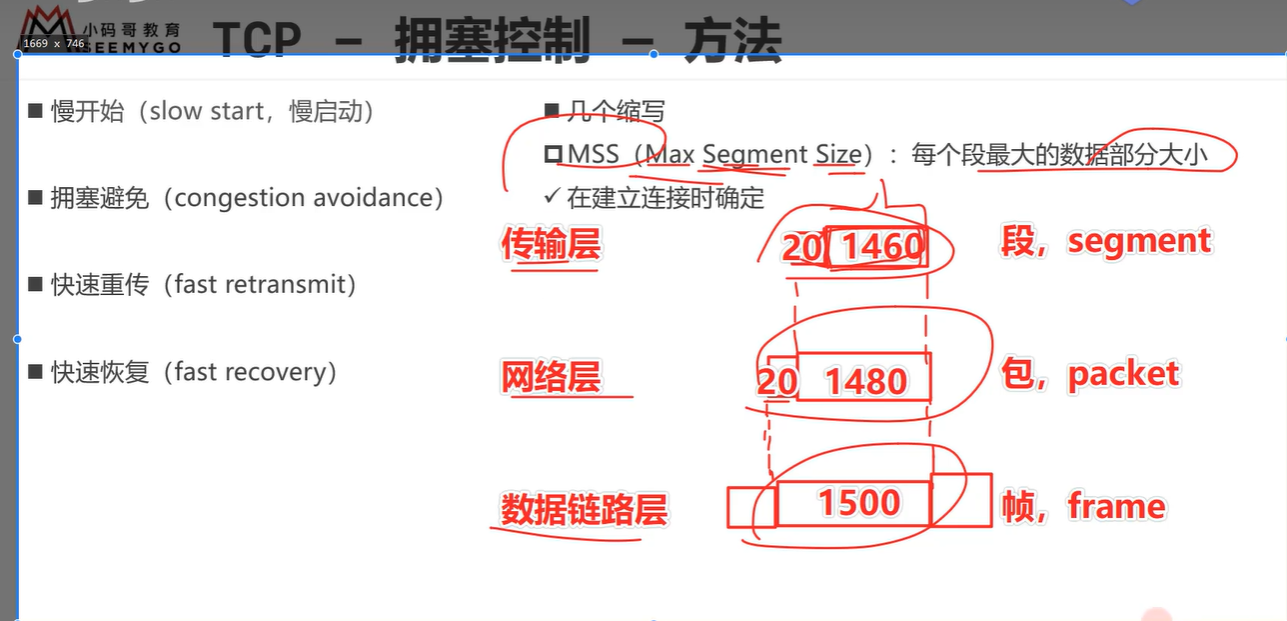 小码哥教育
SEEMYGO
TCP － 拥塞控制 － 方法
1669 x 746
■ 慢开始（slow start，慢启动）
■ 拥塞避免（congestion avoidance）
■ 快速重传（fast retransmit）
■ 快速恢复（fast recovery）
■ 几个缩写
MSS（Max Segment Size）：每个段最大的数据部分大小
✓ 在建立连接时确定
传输层 20 1460 段，segment
网络层 20 1480 包，packet
数据链路层 1500 帧，frame